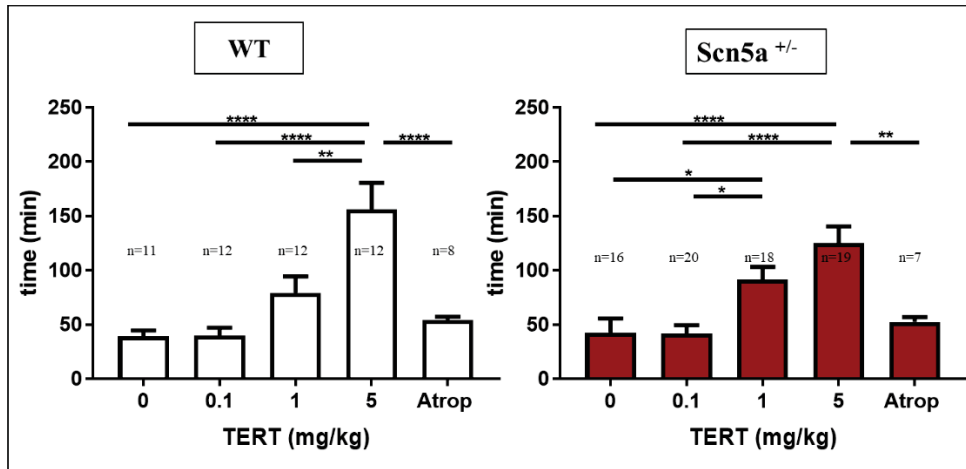 WT
250
200
150
100
50
0
time (min)
****
****
****
**
n=11
n=12
n=12
n=12
n=8
0
0.1
1
5
Atrop
TERT (mg/kg)
Scn5a +/-
250
200
150
100
50
0
time (min)
****
****
**
*
*
n=16
n=20
n=18
n=19
n=7
0
0.1
1
5
Atrop
TERT (mg/kg)